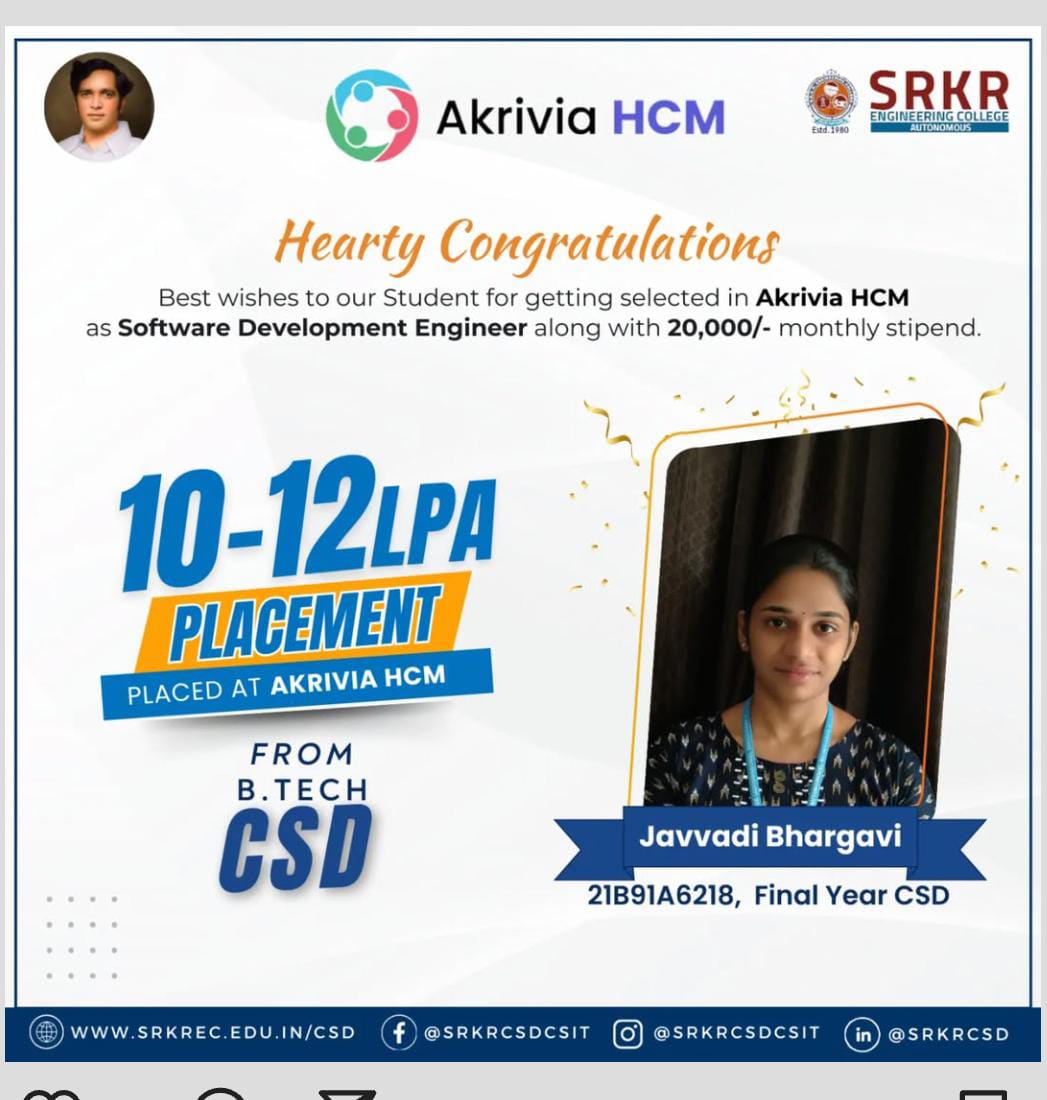 Akrivia HCM
SRKR
ENGINEERING COLLEGE
AUTONOMOUS
Estd.1980
Hearty Congratulations
Best wishes to our Student for getting selected in Akrivia HCM
as Software Development Engineer along with 20,000/- monthly stipend.
10-12LPA
PLACEMENT
PLACED AT AKRIVIA HCM
FROM
B.TECH
CSD
Javvadi Bhargavi
21B91A6218, Final Year CSD
WWW.SRKREC.EDU.IN/CSD @SRKRCSDCSIT @SRKRCSDCSIT in @SRKRCSD